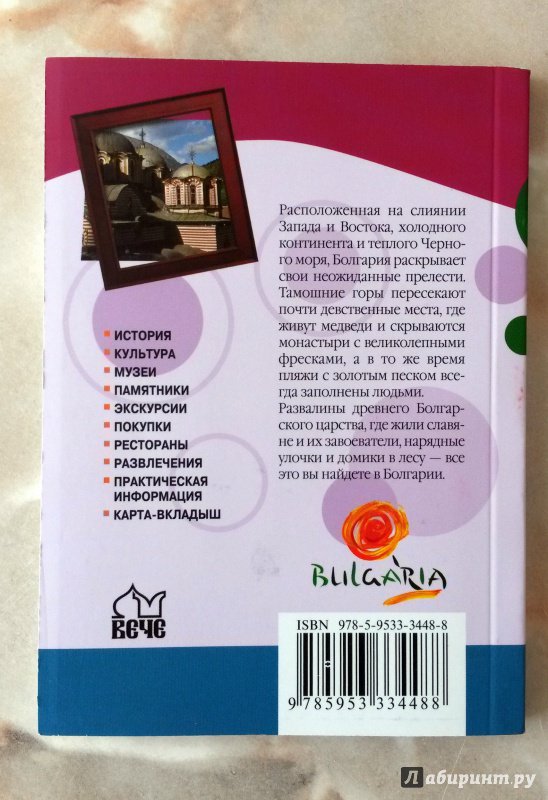 Расположенная на слиянии
Запада и Востока, холодного
континента и теплого Черно-
го моря, Болгария раскрывает
свои неожиданные прелести.
Тамошние горы пересекают
почти девственные места, где
живут медведи и скрываются
монастыри с великолепными
фресками, а в то же время
пляжи с золотым песком все-
гда заполнены людьми.
Развалины древнего Болгар-
ского царства, где жили славя-
не и их завоеватели, нарядные
улочки и домики в лесу — все
это вы найдете в Болгарии.
ИСТОРИЯ
КУЛЬТУРА
МУЗЕИ
ПАМЯТНИКИ
ЭКСКУРСИИ
ПОКУПКИ
РЕСТОРАНЫ
РАЗВЛЕЧЕНИЯ
ПРАКТИЧЕСКАЯ
ИНФОРМАЦИЯ
КАРТА-ВКЛАДЫШ
BULGARIA
ВЕЧЕ
ISBN 978-5-9533-3448-8
9 785953 334488
Лабиринт.ру